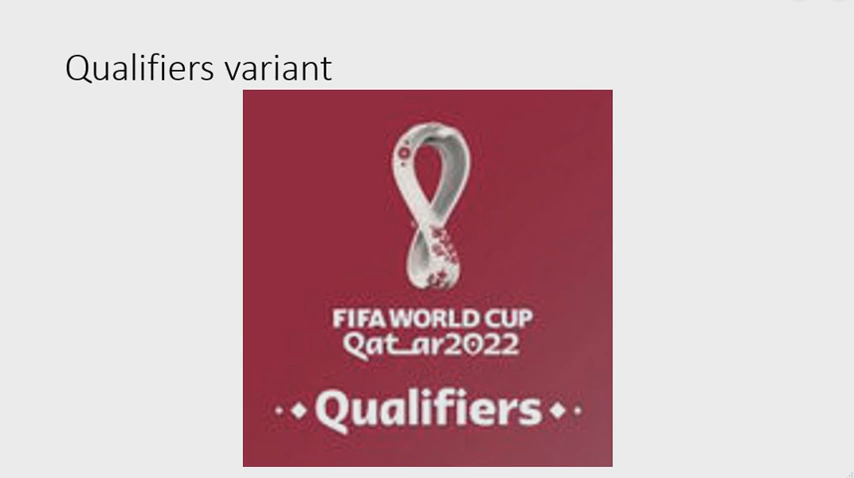 Qualifiers variant
FIFA WORLD CUP
Qatar2022
Qualifiers